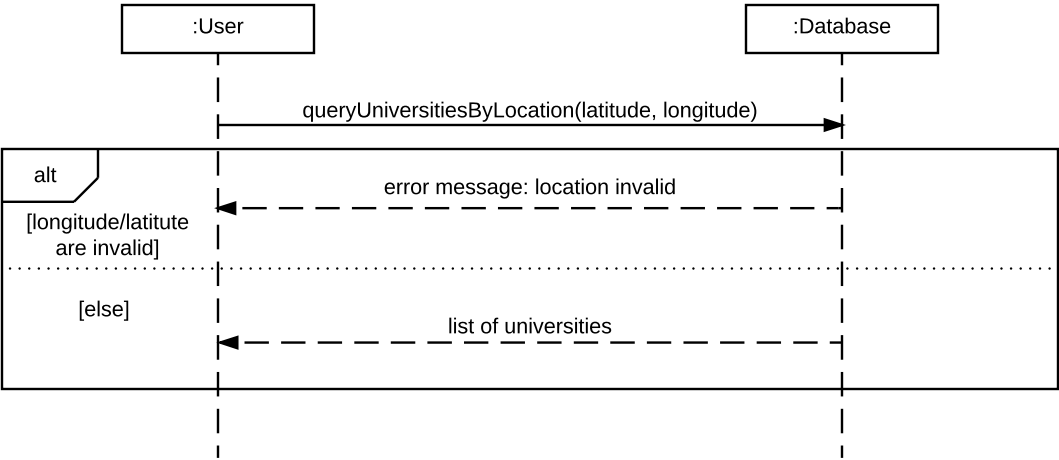 :User
:Database
queryUniversitiesByLocation(latitude, longitude)
alt
error message: location invalid
[longitude/latitute
are invalid]
[else]
list of universities